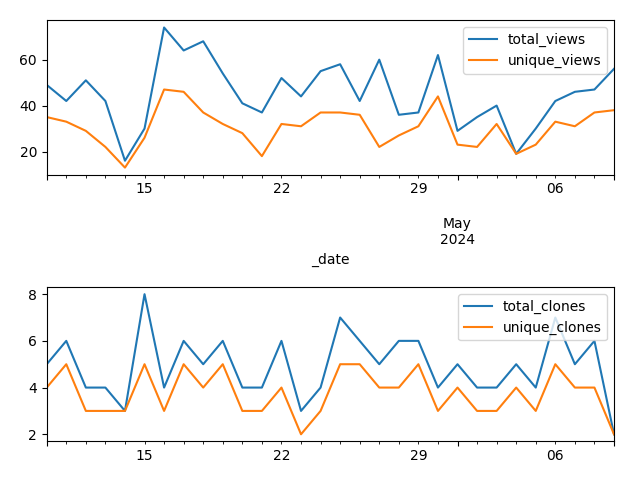 total_views
unique_views
60
40
20
15
22
29
06
May
2024
_date
total_clones
unique_clones
8
6
4
2
15
22
29
06